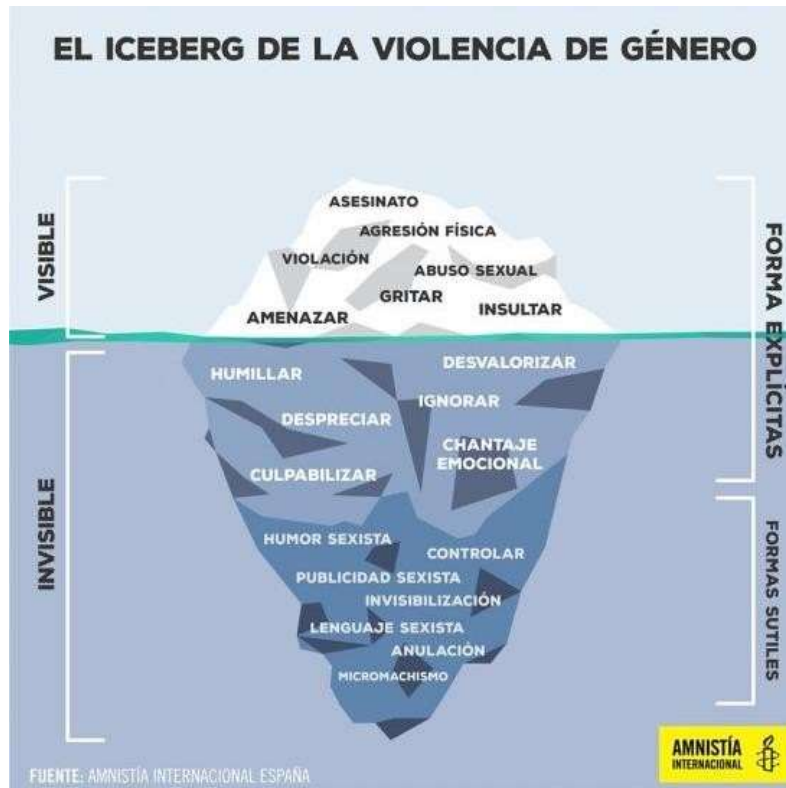 EL ICEBERG DE LA VIOLENCIA DE GÉNERO
VISIBLE
ASESINATO
AGRESIÓN FÍSICA
VIOLACIÓN
ABUSO SEXUAL
GRITAR
AMENAZAR
INSULTAR
FORMA EXPLÍCITAS
INVISIBLE
HUMILLAR
DESVALORIZAR
IGNORAR
DESPRECIAR
CHANTAJE
EMOCIONAL
CULPABILIZAR
HUMOR SEXISTA
CONTROLAR
PUBLICIDAD SEXISTA
INVISIBILIZACIÓN
LENGUAJE SEXISTA
ANULACIÓN
MICROMACHISMO
FORMAS SUTILES
AMNISTÍA
INTERNACIONAL
FUENTE: AMNISTÍA INTERNACIONAL ESPAÑA